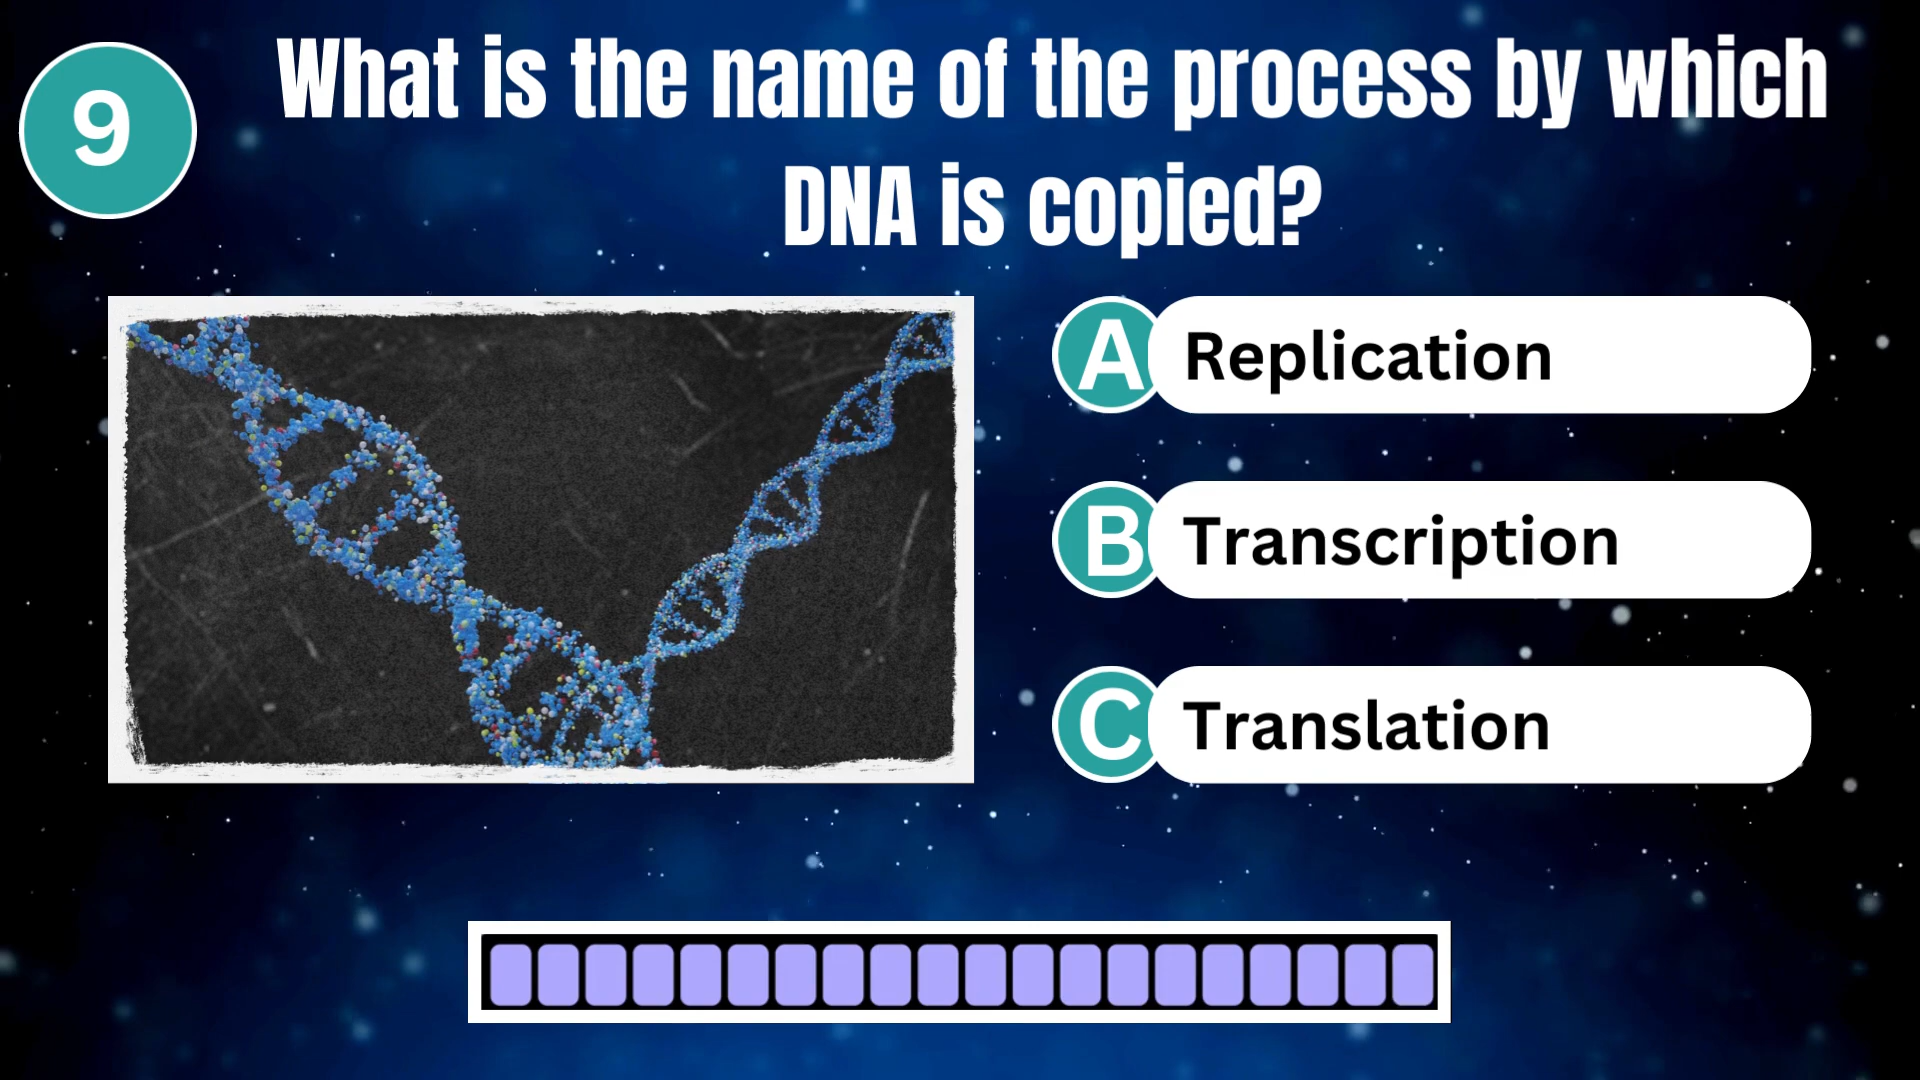 9
What is the name of the process by which
DNA is copied?
A Replication
B Transcription
C Translation